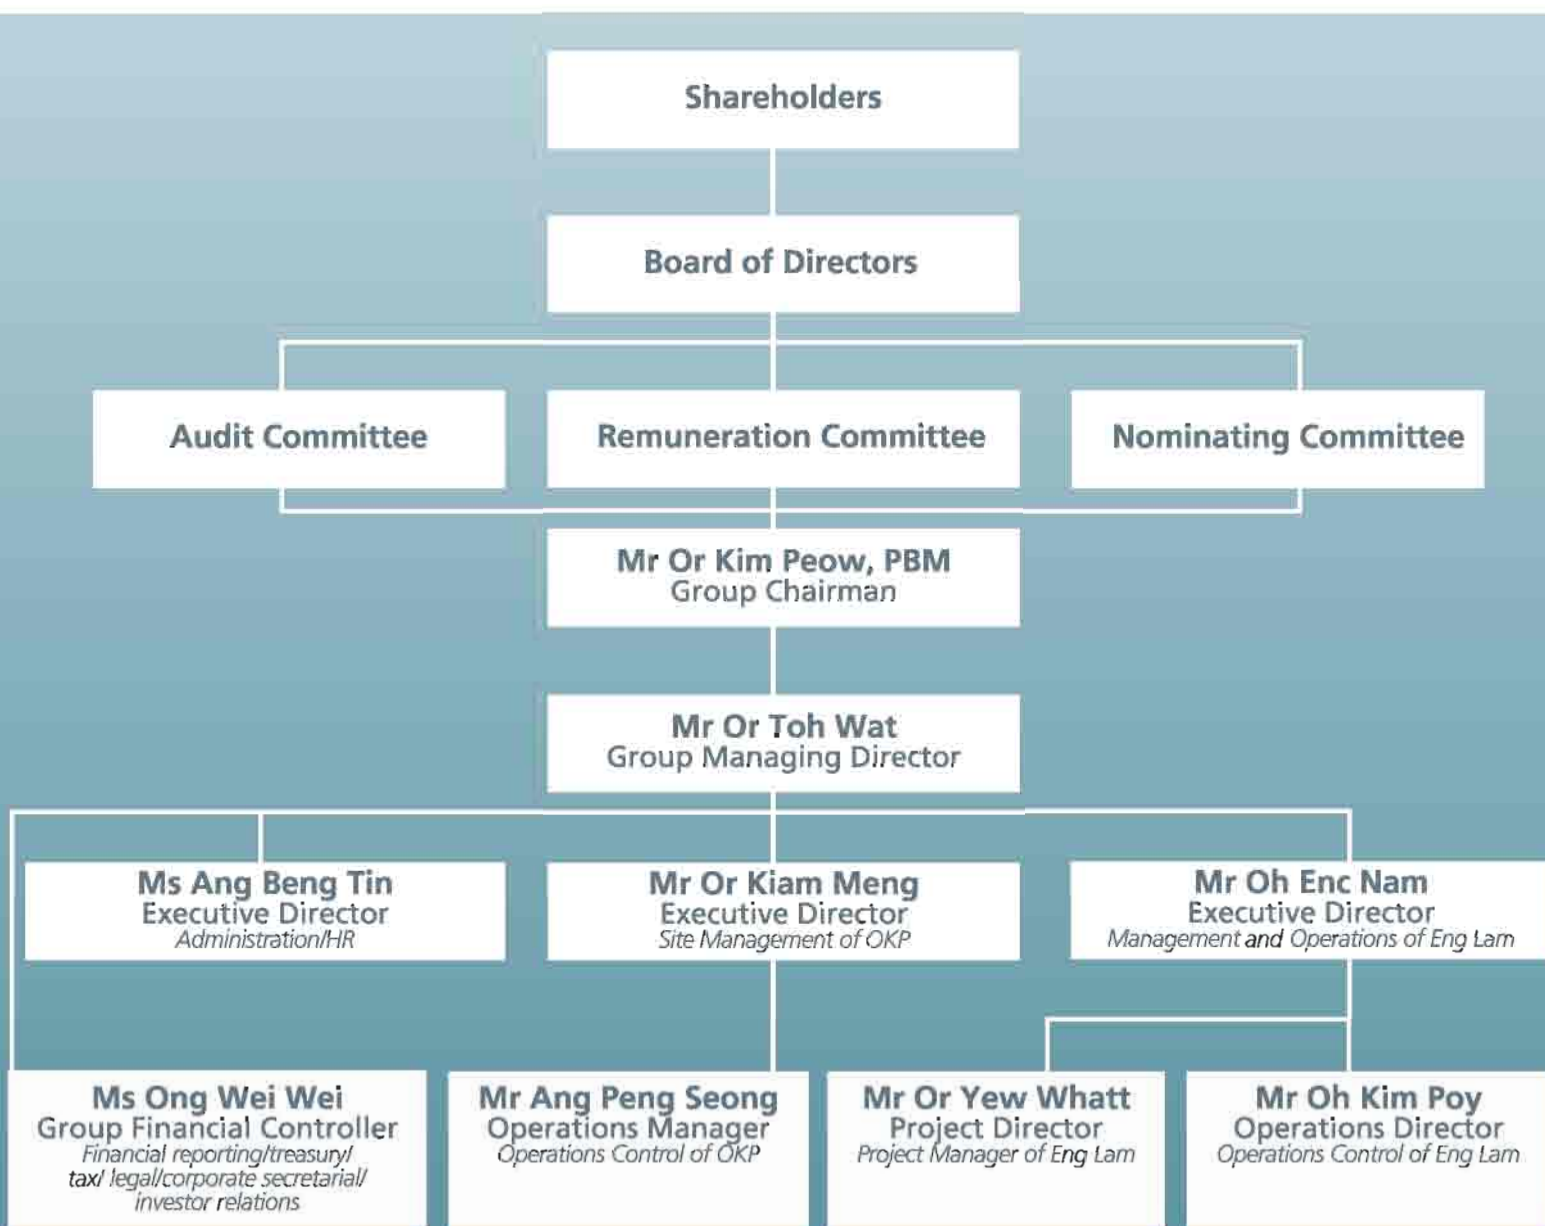 Shareholders
Board of Directors
Audit Committee
Remuneration Committee
Nominating Committee
Mr Or Kim Peow, PBM
Group Chairman
Mr Or Toh Wat
Group Managing Director
Ms Ang Beng Tin
Executive Director
Administration/HR
Mr Or Kiam Meng
Executive Director
Site Management of OKP
Mr Oh Enc Nam
Executive Director
Management and Operations of Eng Lam
Ms Ong Wei Wei
Group Financial Controller
Financial reporting/treasury/
tax/ legal/corporate secretarial/
investor relations
Mr Ang Peng Seong
Operations Manager
Operations Control of OKP
Mr Or Yew Whatt
Project Director
Project Manager of Eng Lam
Mr Oh Kim Poy
Operations Director
Operations Control of Eng Lam